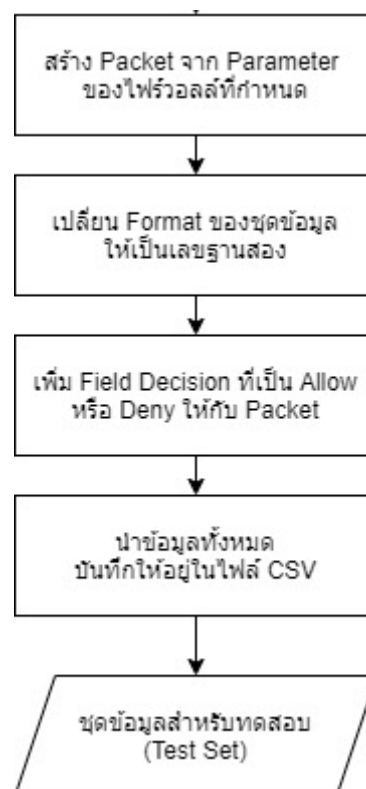 สร้าง Packet จาก Parameter
ของไฟร์วอลล์ที่กำหนด
เปลี่ยน Format ของชุดข้อมูล
ให้เป็นเลขฐานสอง
เพิ่ม Field Decision ที่เป็น Allow
หรือ Deny ให้กับ Packet
นำข้อมูลทั้งหมด
บันทึกให้อยู่ในไฟล์ CSV
ชุดข้อมูลสำหรับทดสอบ
(Test Set)